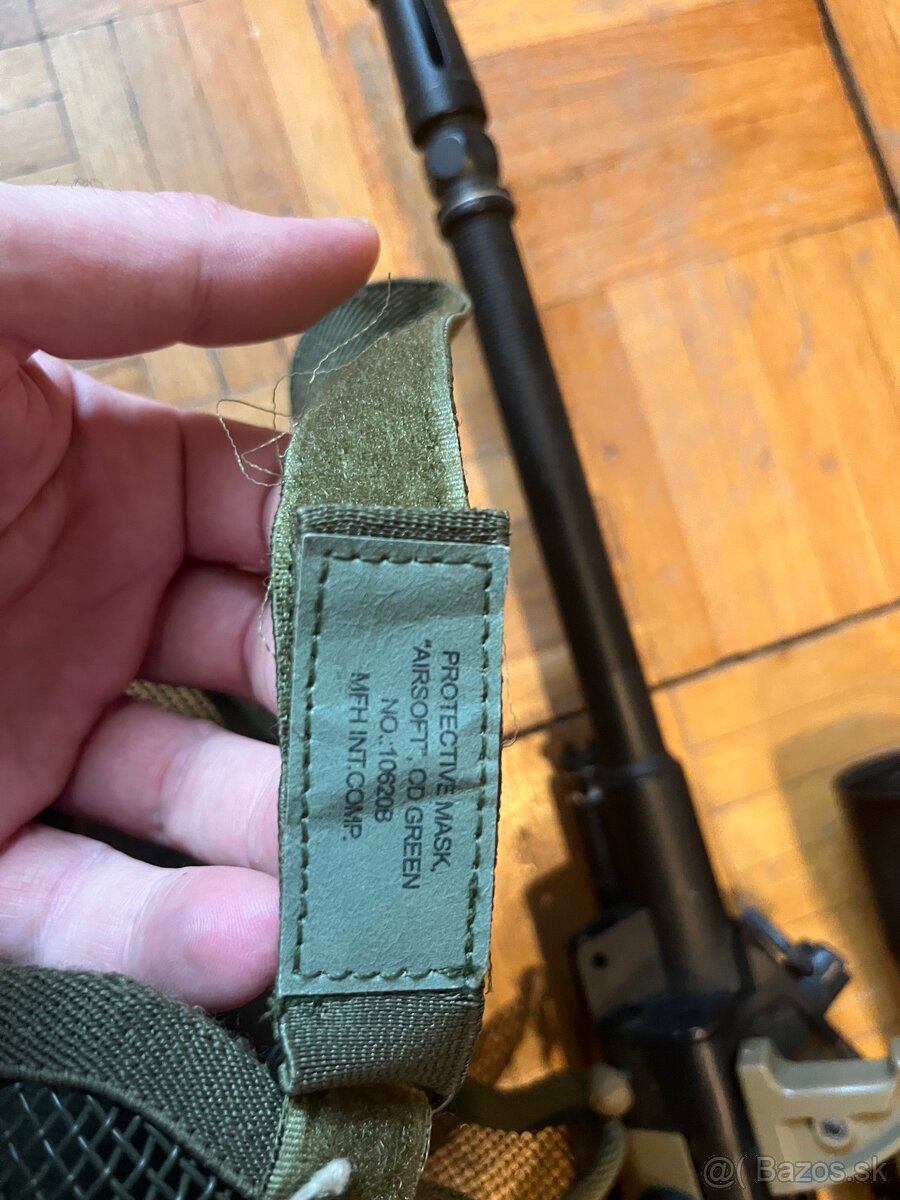 PROTECTIVE MASK,
"AIRSOFT", OD GREEN
NO.:10620B
MFH INT.COMP.
@( Bazos.sk